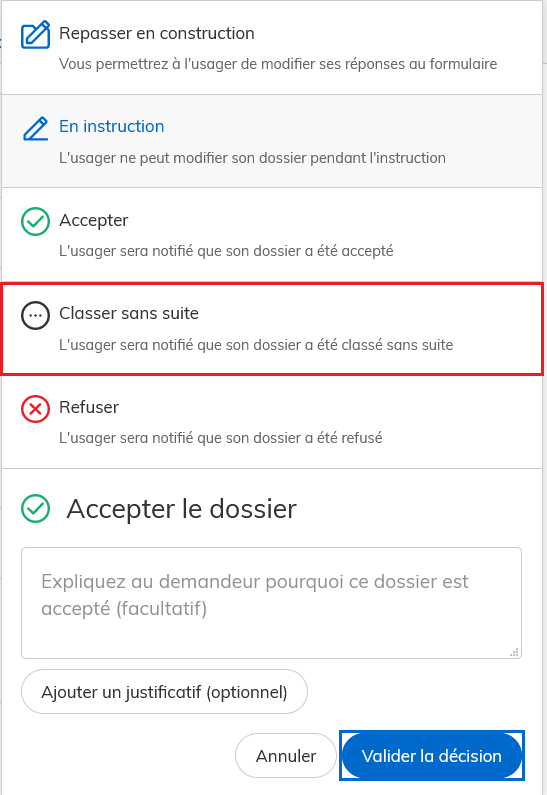 Repasser en construction
Vous permettrez à l'usager de modifier ses réponses au formulaire
En instruction
L'usager ne peut modifier son dossier pendant l'instruction
Accepter
L'usager sera notifié que son dossier a été accepté
Classer sans suite
L'usager sera notifié que son dossier a été classé sans suite
Refuser
L'usager sera notifié que son dossier a été refusé
Accepter le dossier
Expliquez au demandeur pourquoi ce dossier est
accepté (facultatif)
Ajouter un justificatif (optionnel)
Annuler
Valider la décision